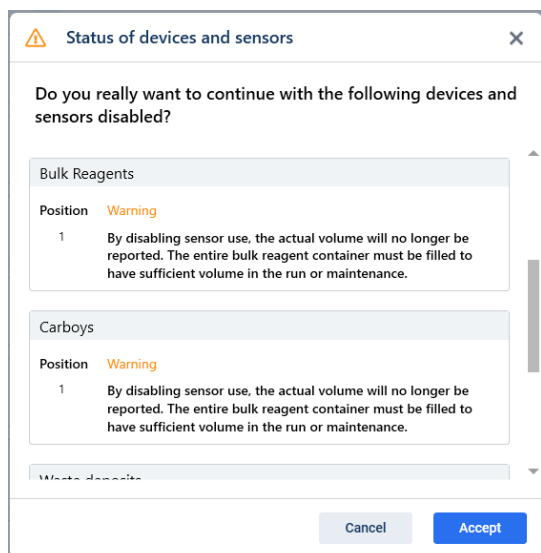 Status of devices and sensors
Do you really want to continue with the following devices and
sensors disabled?
Bulk Reagents
Position Warning
1 By disabling sensor use, the actual volume will no longer be
reported. The entire bulk reagent container must be filled to
have sufficient volume in the run or maintenance.
Carboys
Position Warning
1 By disabling sensor use, the actual volume will no longer be
reported. The entire bulk reagent container must be filled to
have sufficient volume in the run or maintenance.
Waste deposits
Cancel Accept